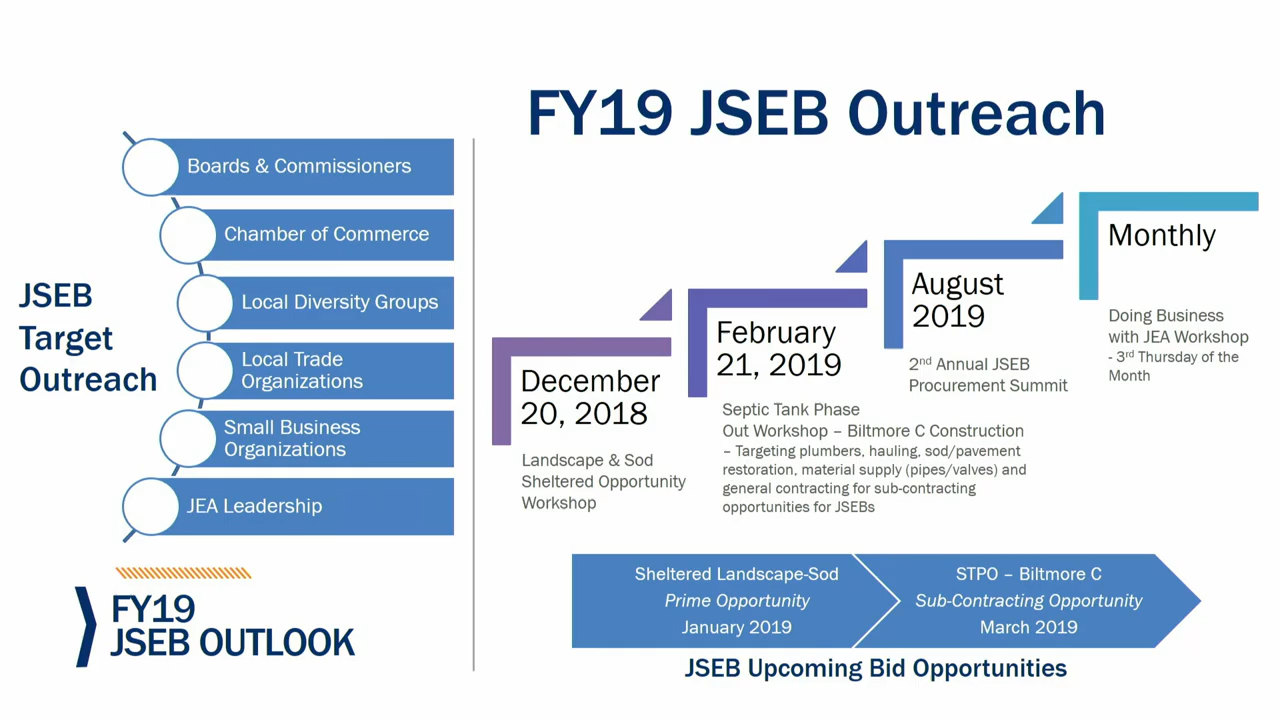 FY19 JSEB Outreach
JSEB
Target
Outreach
Boards & Commissioners
Chamber of Commerce
Local Diversity Groups
Local Trade
Organizations
Small Business
Organizations
JEA Leadership
FY19
JSEB OUTLOOK
December
20, 2018
Landscape & Sod
Sheltered Opportunity
Workshop
February
21, 2019
Septic Tank Phase
Out Workshop – Biltmore C Construction
– Targeting plumbers, hauling, sod/pavement
restoration, material supply (pipes/valves) and
general contracting for sub-contracting
opportunities for JSEBs
August
2019
2nd Annual JSEB
Procurement Summit
Monthly
Doing Business
with JEA Workshop
- 3rd Thursday of the
Month
Sheltered Landscape-Sod
Prime Opportunity
January 2019
STPO – Biltmore C
Sub-Contracting Opportunity
March 2019
JSEB Upcoming Bid Opportunities